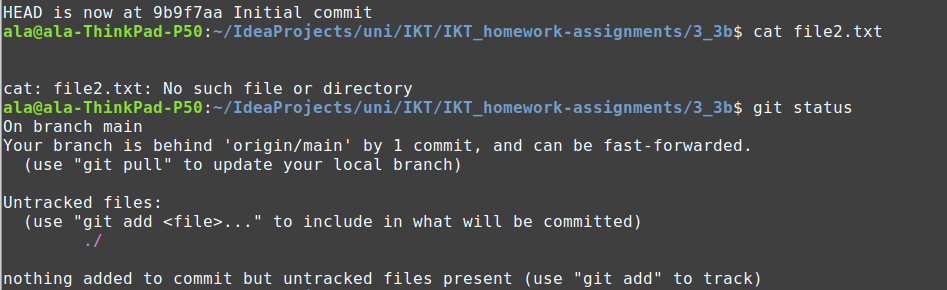 HEAD is now at 9b9f7aa Initial commit
ala@ala-ThinkPad-P50:~/IdeaProjects/uni/IKT/IKT_homework-assignments/3_3b$ cat file2.txt
cat: file2.txt: No such file or directory
ala@ala-ThinkPad-P50:~/IdeaProjects/uni/IKT/IKT_homework-assignments/3_3b$ git status
On branch main
Your branch is behind 'origin/main' by 1 commit, and can be fast-forwarded.
  (use "git pull" to update your local branch)
Untracked files:
  (use "git add <file>..." to include in what will be committed)
        ./
nothing added to commit but untracked files present (use "git add" to track)